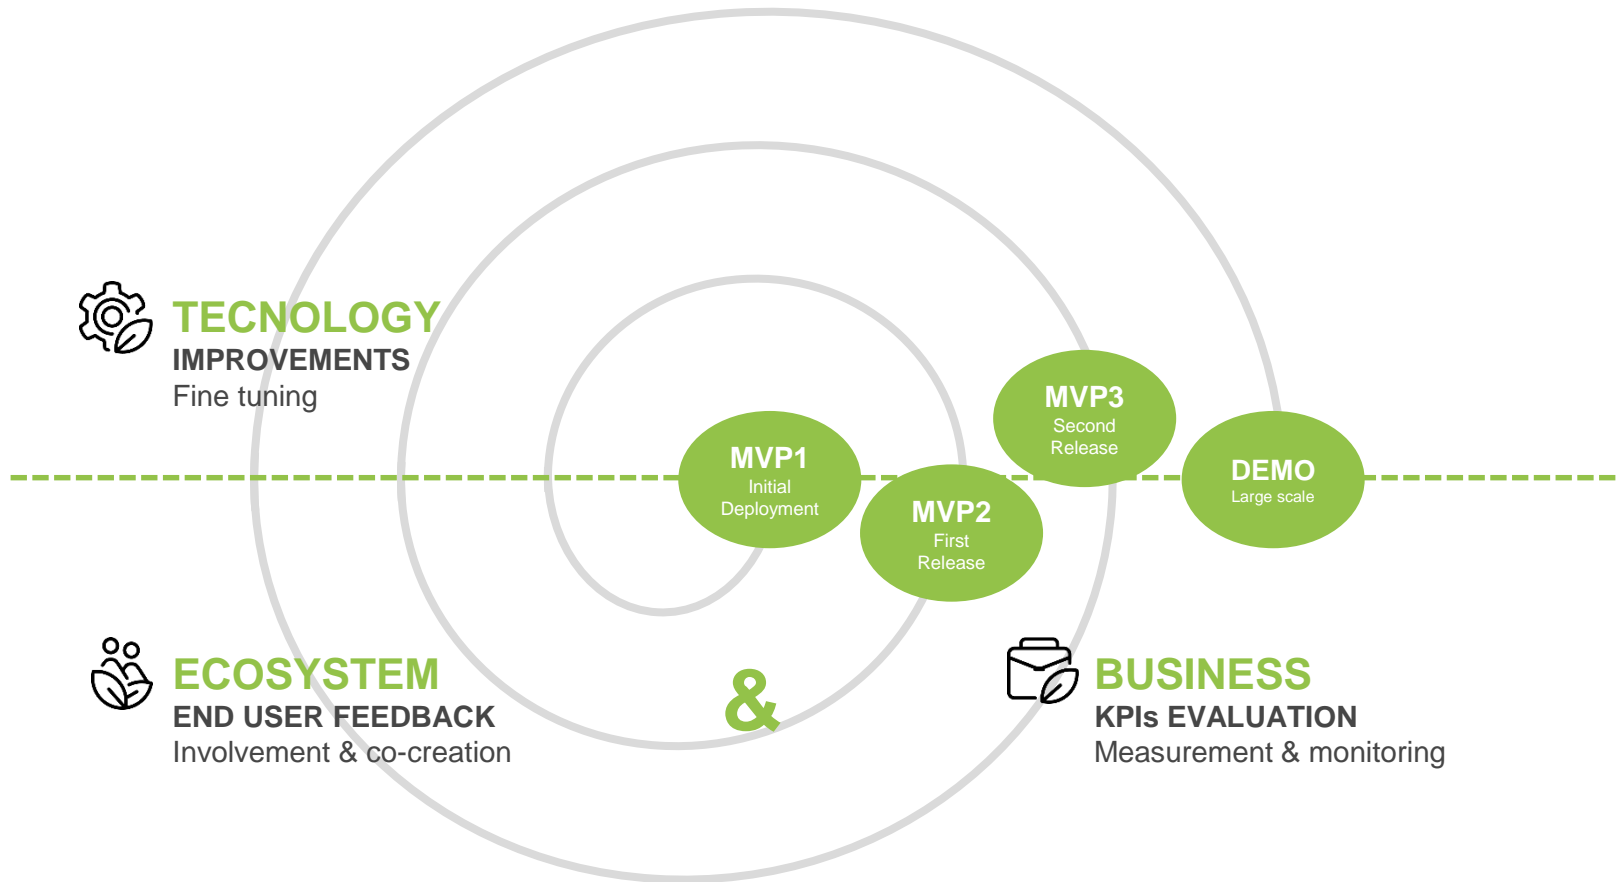 TECNOLOGY
IMPROVEMENTS
Fine tuning
MVP1
Initial
Deployment
MVP2
First
Release
MVP3
Second
Release
DEMO
Large scale
ECOSYSTEM
END USER FEEDBACK
Involvement & co-creation
&
BUSINESS
KPIs EVALUATION
Measurement & monitoring